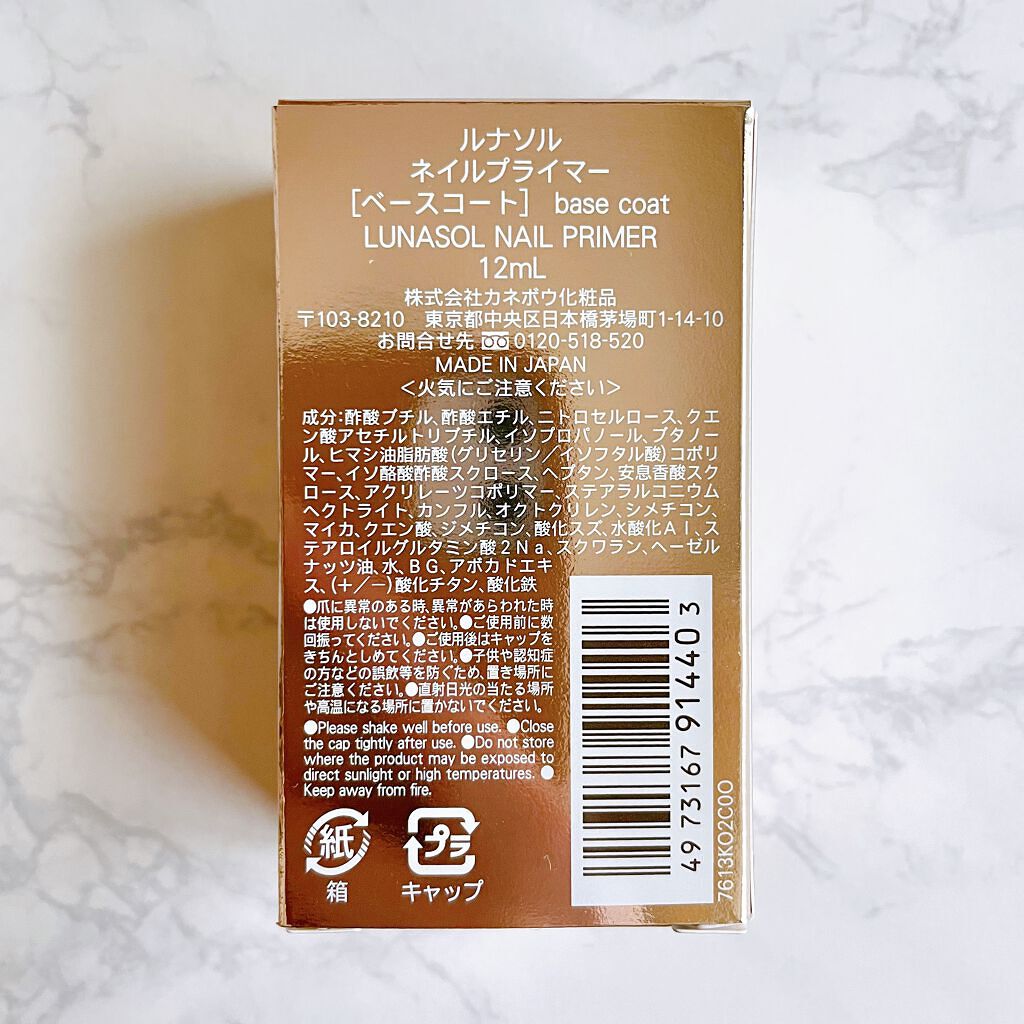 ルナソル
ネイルプライマー
［ベースコート］ base coat
LUNASOL NAIL PRIMER
12mL
株式会社カネボウ化粧品
〒103-8210 東京都中央区日本橋茅場町1-14-10
お問合せ先 0120-518-520
MADE IN JAPAN
＜火気にご注意ください＞
成分：酢酸ブチル、酢酸エチル、ニトロセルロース、クエ
ン酸アセチルトリブチル、イソプロパノール、ブタノー
ル、ヒマシ油脂肪酸（グリセリン／イソフタル酸）コポリ
マー、イソ酪酸酢酸スクロース、ヘプタン、安息香酸スク
ロース、アクリレーツコポリマー、ステアラルコニウム
ヘクトライト、カンフル、オクトクリレン、シメチコン、
マイカ、クエン酸、ジメチコン、酸化スズ、水酸化Ａｌ、ス
テアロイルグルタミン酸２Ｎａ、スクワラン、ヘーゼル
ナッツ油、水、ＢＧ、アボカドエキ
ス、（＋／－）酸化チタン、酸化鉄
●爪に異常のある時、異常があらわれた時
は使用しないでください。●ご使用前に数
回振ってください。●ご使用後はキャップを
きちんとしめてください。●子供や認知症
の方などの誤飲等を防ぐため、置き場所に
ご注意ください。●直射日光の当たる場所
や高温になる場所に置かないでください。
●Please shake well before use. ●Close
the cap tightly after use. ●Do not store
where the product may be exposed to
direct sunlight or high temperatures. ●
Keep away from fire.
紙
箱
プラ
キャップ
4973167914403
7613K02C0O